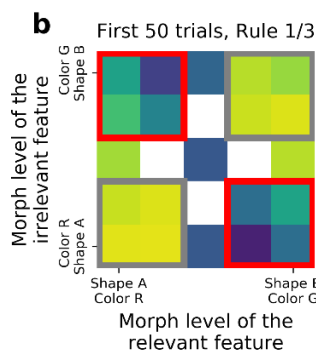 b
First 50 trials, Rule 1/3
Morph level of the
irrelevant feature
Color G
Shape B
Color R
Shape A
Shape A
Color R
Shape B
Color G
Morph level of the
relevant feature